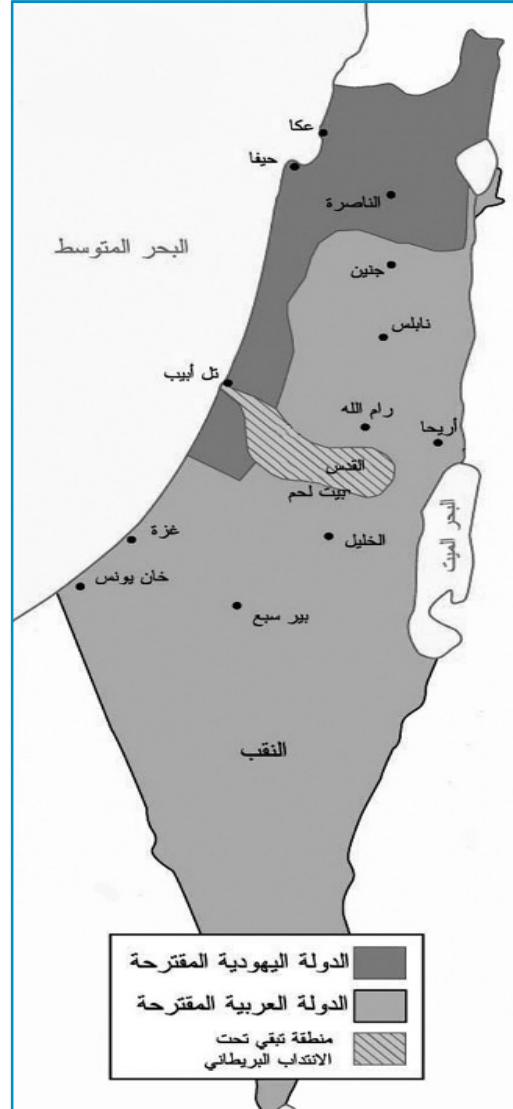 عكا
حيفا
الناصرة
البحر المتوسط
جنين
نابلس
تل أبيب
رام الله
أريحا
القدس
بيت لحم
البحر الميت
الخليل
غزة
خان يونس
بير سبع
النقب
الدولة اليهودية المقترحة
الدولة العربية المقترحة
منطقة تبقي تحت
الانتداب البريطاني